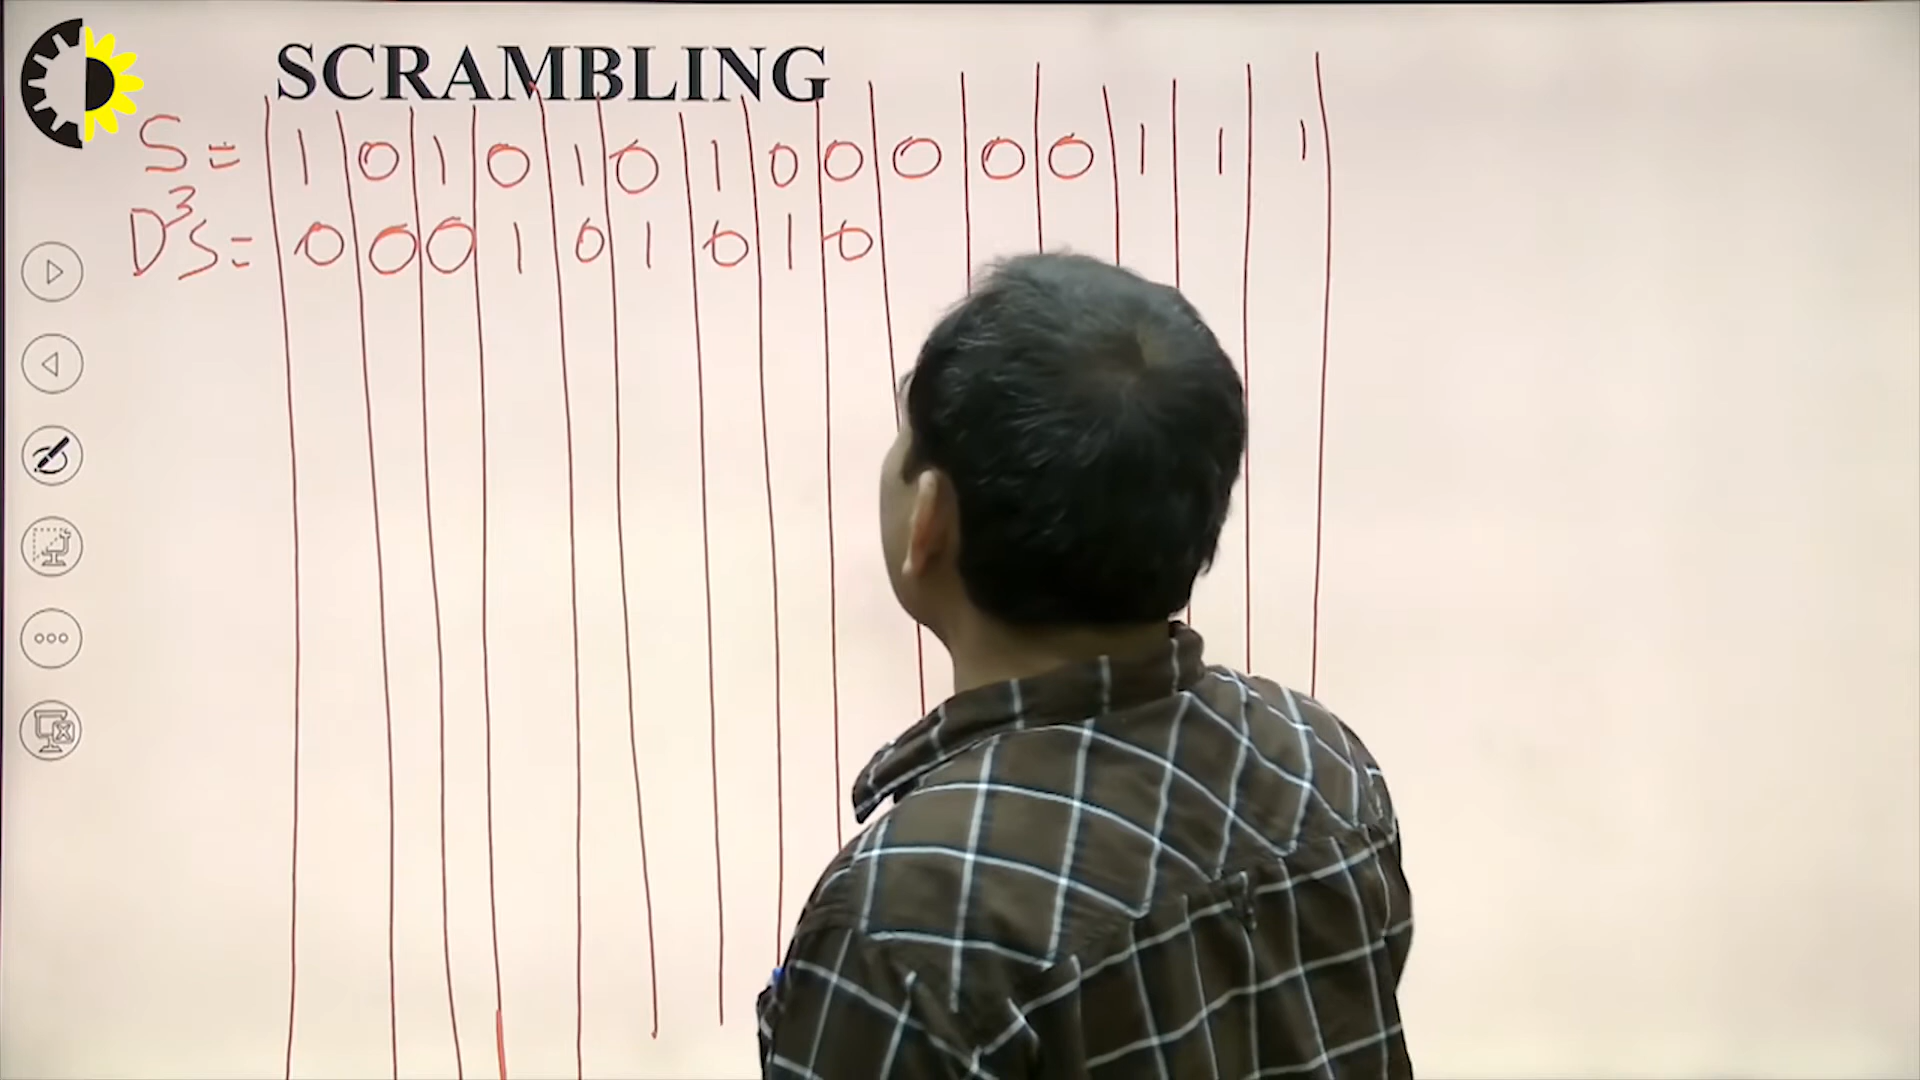 SCRAMBLING
S = 1 0 1 0 1 0 1 0 0 0 0 0 1 1 1
D³S = 0 0 0 1 0 1 0 1 0